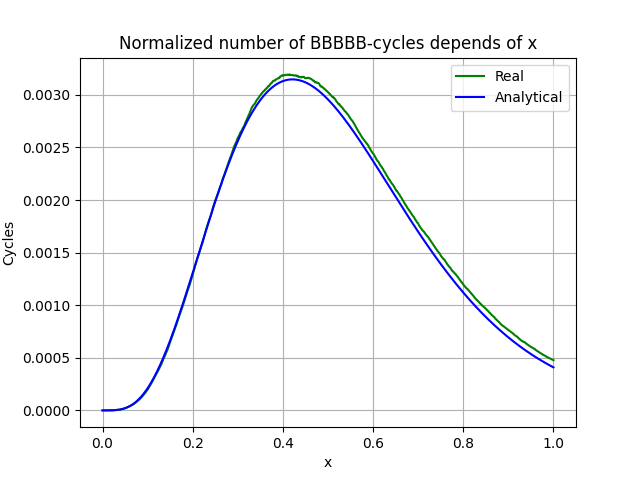 Normalized number of BBBBB-cycles depends of x
Real
Analytical
0.0030
0.0025
0.0020
0.0015
0.0010
0.0005
0.0000
Cycles
0.0
0.2
0.4
0.6
0.8
1.0
x